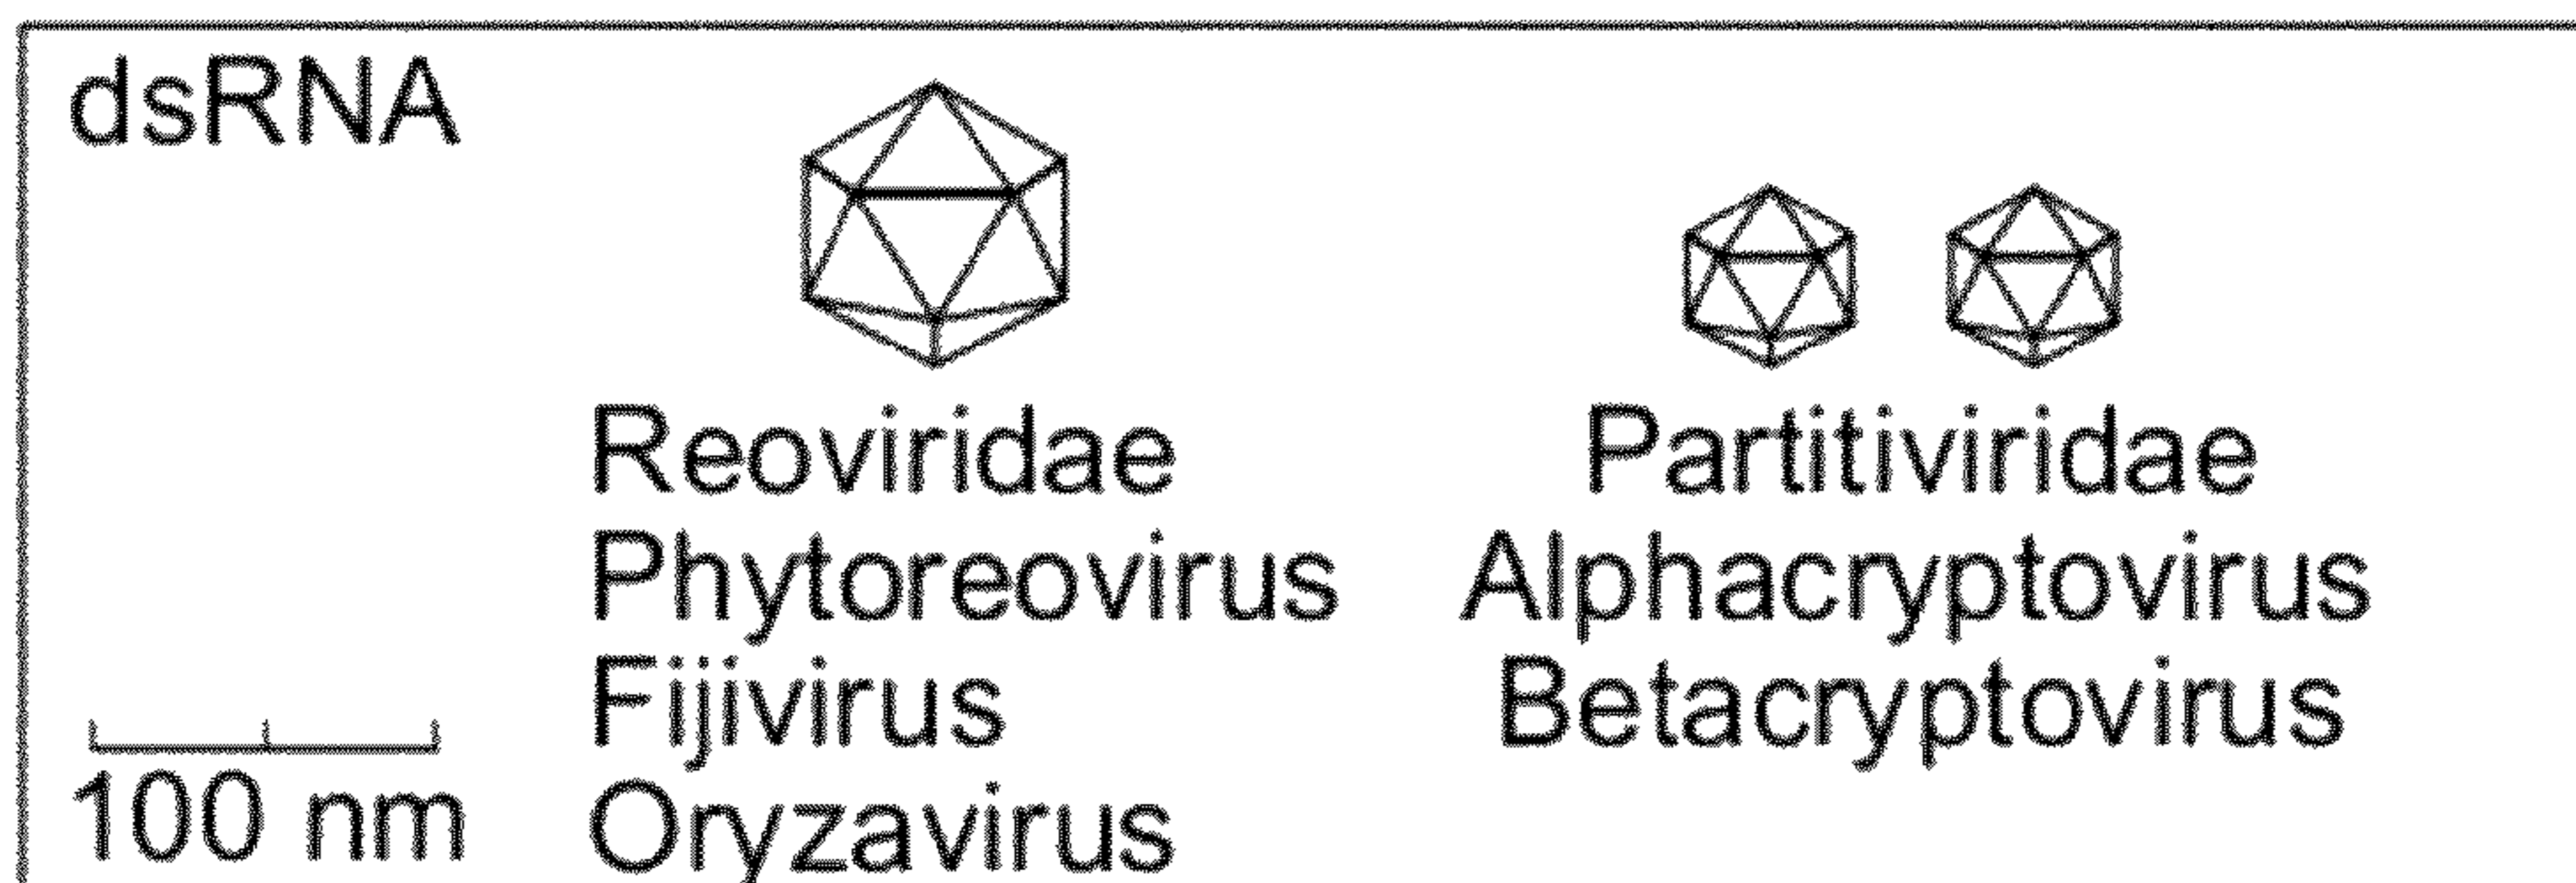 dsRNA
Reoviridae
Phytoreovirus
Fijivirus
Oryzavirus
Partitiviridae
Alphacryptovirus
Betacryptovirus
100 nm